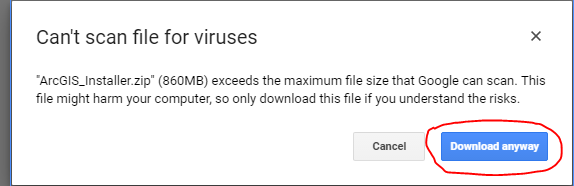 Can't scan file for viruses
"ArcGIS_Installer.zip" (860MB) exceeds the maximum file size that Google can scan. This
file might harm your computer, so only download this file if you understand the risks.
Cancel Download anyway